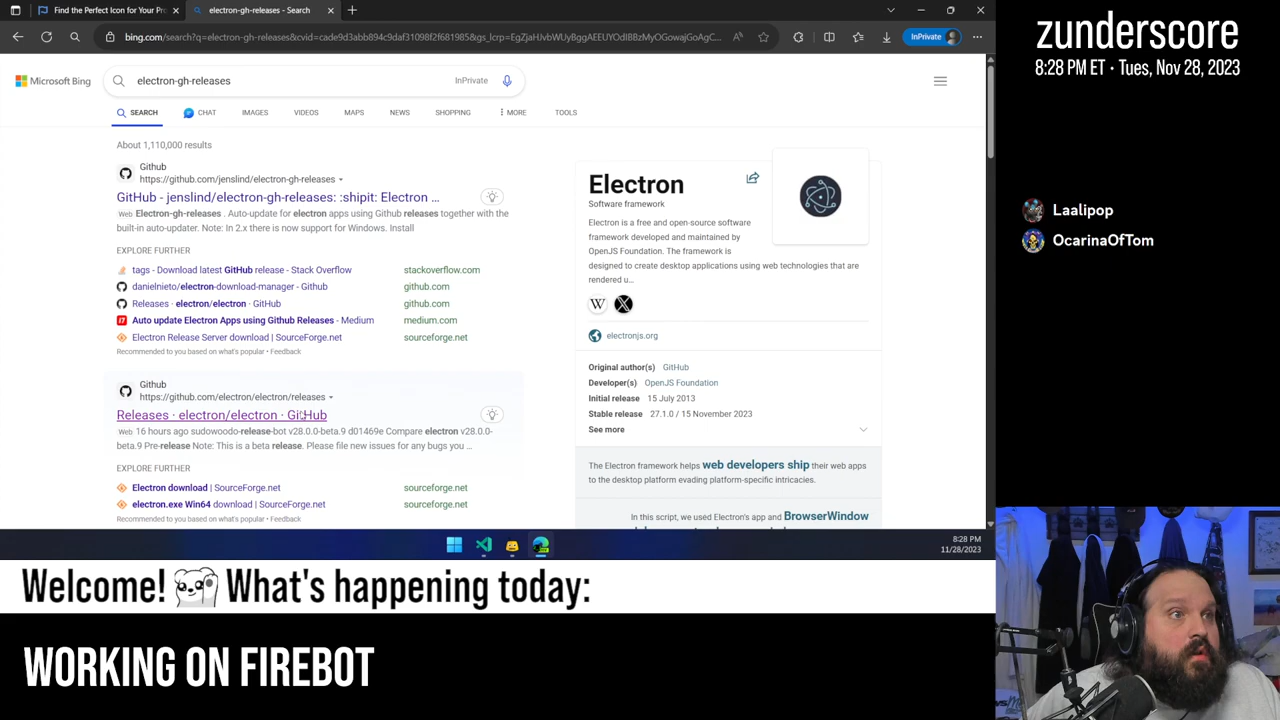 Find the Perfect Icon for Your Pr
electron-gh-releases - Search
bing.com/search?q=electron-gh-releases&cvid=cade9d3abb894c9daf31098f2f681985&gs_lcrp=EgZjaHJvbWUyBggAEEUYOdIBBzMyOGowajGoAgC...
InPrivate
Microsoft Bing
electron-gh-releases
InPrivate
SEARCH
CHAT
IMAGES
VIDEOS
MAPS
NEWS
SHOPPING
MORE
TOOLS
About 1,110,000 results
Github
https://github.com/jenslind/electron-gh-releases
GitHub - jenslind/electron-gh-releases: :shipit: Electron ...
Web Electron-gh-releases . Auto-update for electron apps using Github releases together with the
built-in auto-updater. Note: In 2.x there is now support for Windows. Install
EXPLORE FURTHER
tags - Download latest GitHub release - Stack Overflow stackoverflow.com
danielnieto/electron-download-manager - Github github.com
Releases · electron/electron · GitHub github.com
Auto update Electron Apps using Github Releases - Medium medium.com
Electron Release Server download | SourceForge.net sourceforge.net
Recommended to you based on what's popular • Feedback
Github
https://github.com/electron/electron/releases
Releases · electron/electron · GitHub
Web 16 hours ago sudowoodo-release-bot v28.0.0-beta.9 d01469e Compare electron v28.0.0-
beta.9 Pre-release Note: This is a beta release. Please file new issues for any bugs you ...
EXPLORE FURTHER
Electron download | SourceForge.net sourceforge.net
electron.exe Win64 download | SourceForge.net sourceforge.net
Recommended to you based on what's popular • Feedback
Electron
Software framework
Electron is a free and open-source software
framework developed and maintained by
OpenJS Foundation. The framework is
designed to create desktop applications using web technologies that are
rendered u...
W
X
electronjs.org
Original author(s) GitHub
Developer(s) OpenJS Foundation
Initial release 15 July 2013
Stable release 27.1.0 / 15 November 2023
See more
The Electron framework helps web developers ship their web apps
to the desktop platform evading platform-specific intricacies.
In this script, we used Electron's app and BrowserWindow
8:28 PM
11/28/2023
zunderscore
8:28 PM ET • Tues, Nov 28, 2023
Laalipop
OcarinaOfTom
Welcome! What's happening today:
WORKING ON FIREBOT